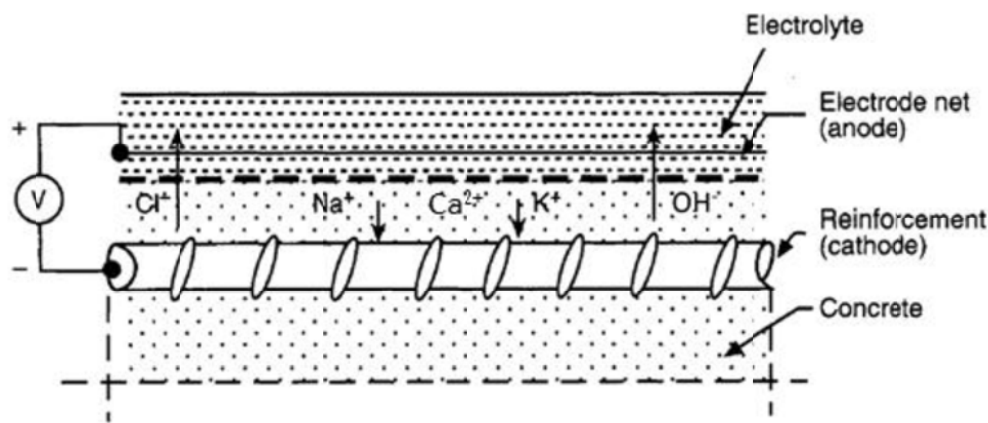 Electrolyte
Electrode net
(anode)
+
V
Cl⁺
Na⁺
Ca²⁺
K⁺
OH⁻
Reinforcement
(cathode)
−
Concrete